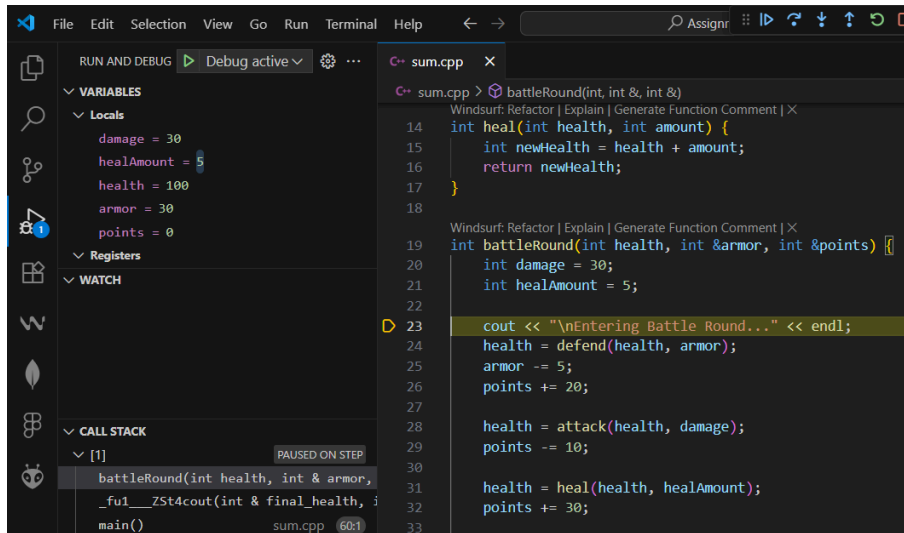 File Edit Selection View Go Run Terminal Help Assignr
RUN AND DEBUG Debug active
VARIABLES
Locals
damage = 30
healAmount = 5
health = 100
armor = 30
points = 0
Registers
WATCH
CALL STACK
[1] PAUSED ON STEP
battleRound(int health, int & armor,
_fu1___ZSt4cout(int & final_health, i
main() sum.cpp 60:1
1
C++ sum.cpp
C++ sum.cpp > battleRound(int, int &, int &)
Windsurf: Refactor | Explain | Generate Function Comment | X
14 int heal(int health, int amount) {
15 int newHealth = health + amount;
16 return newHealth;
17 }
18
Windsurf: Refactor | Explain | Generate Function Comment | X
19 int battleRound(int health, int &armor, int &points) {
20 int damage = 30;
21 int healAmount = 5;
22
23 cout << "\nEntering Battle Round..." << endl;
24 health = defend(health, armor);
25 armor -= 5;
26 points += 20;
27
28 health = attack(health, damage);
29 points -= 10;
30
31 health = heal(health, healAmount);
32 points += 30;
33